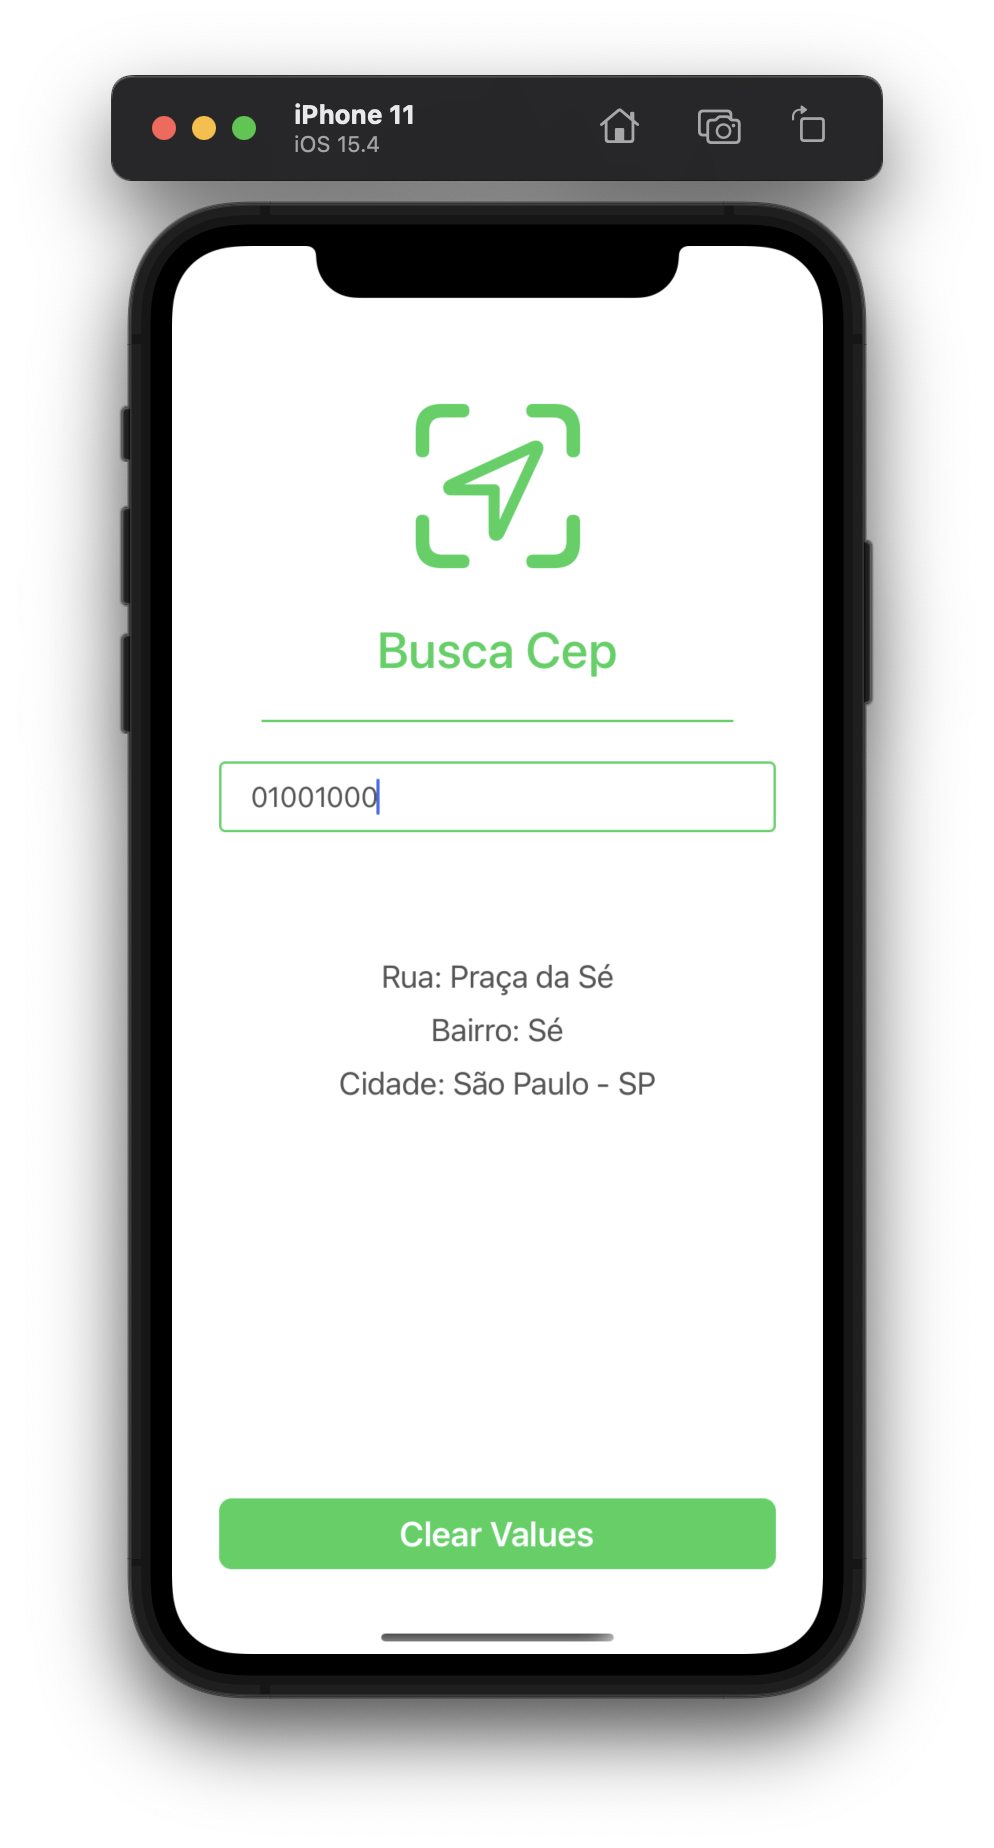 iPhone 11
iOS 15.4
Busca Cep
01001000
Rua: Praça da Sé
Bairro: Sé
Cidade: São Paulo - SP
Clear Values